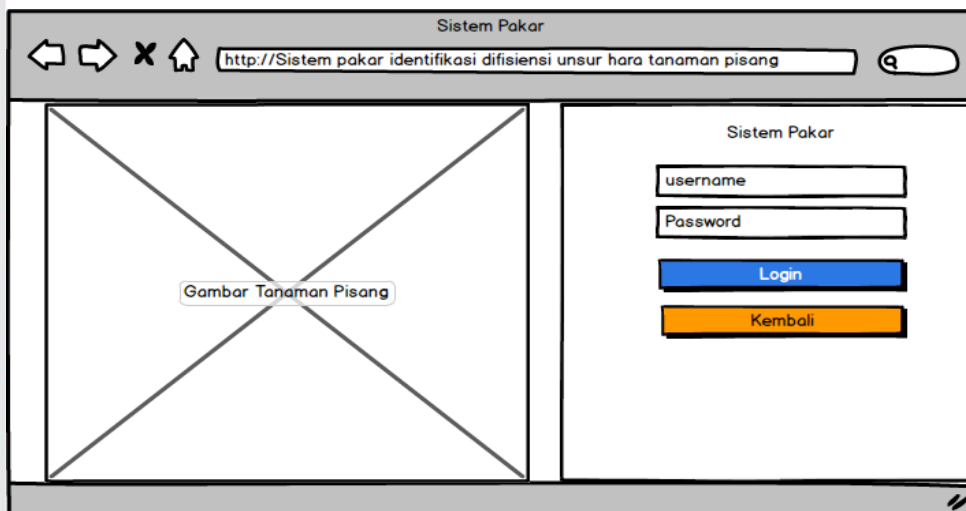 Sistem Pakar
http://Sistem pakar identifikasi difisiensi unsur hara tanaman pisang
Gambar Tanaman Pisang
Sistem Pakar
username
Password
Login
Kembali